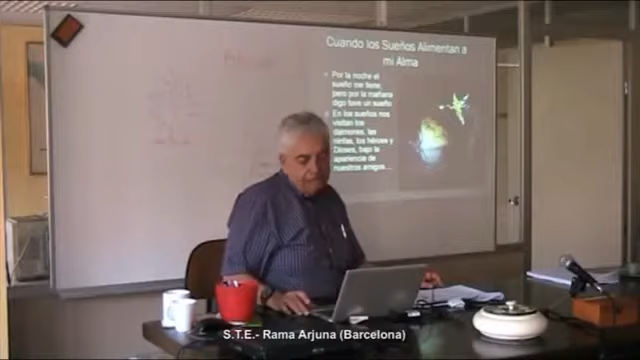 Cuando los Sueños Alimentan a
mi Alma
Por la noche el
sueño me tiene,
pero por la mañana
digo tuve un sueño
En los sueños nos
visitan los
daimones, las
ninfas, los héroes y
Dioses, bajo la
apariencia de
nuestros amigos…
S.T.E.- Rama Arjuna (Barcelona)